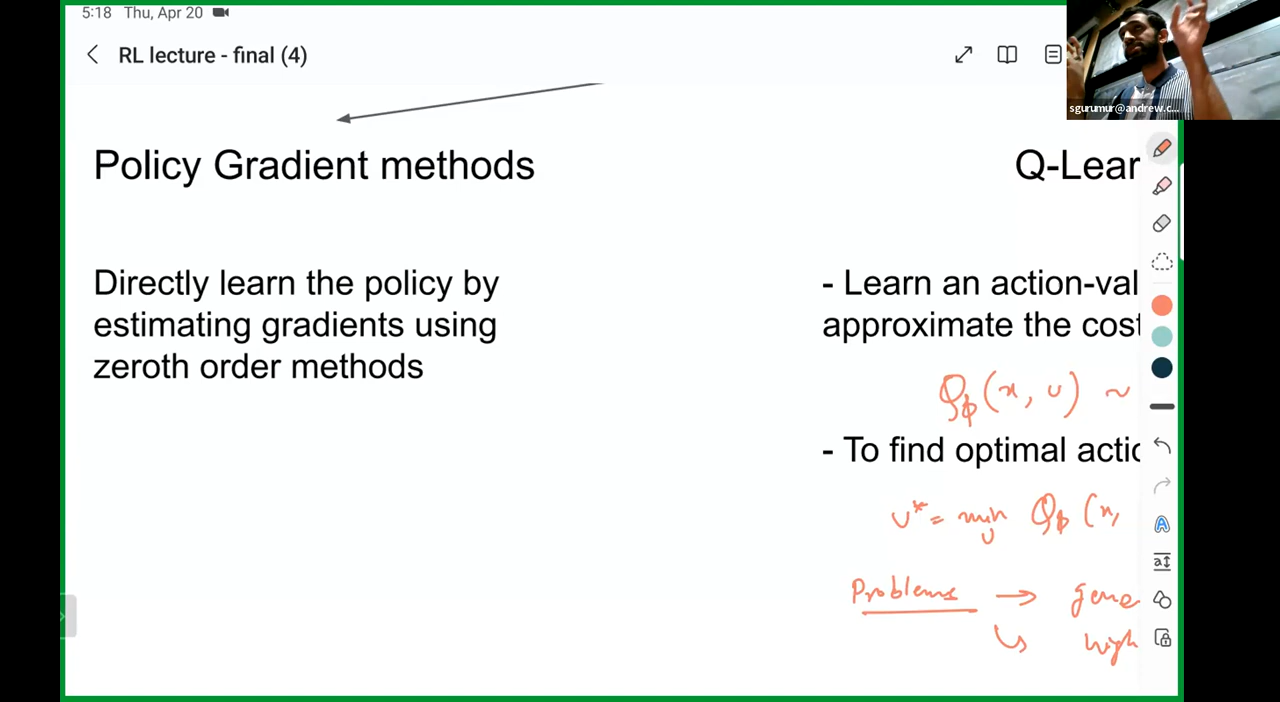 5:18 Thu, Apr 20
RL lecture - final (4)
sgurumur@andrew.c...
Policy Gradient methods
Q-Lear
Directly learn the policy by
estimating gradients using
zeroth order methods
- Learn an action-val
approximate the cost
Qϕ(x, u) ~
- To find optimal actio
u* = min Qϕ (x,
u
Problems → gene
↳ high